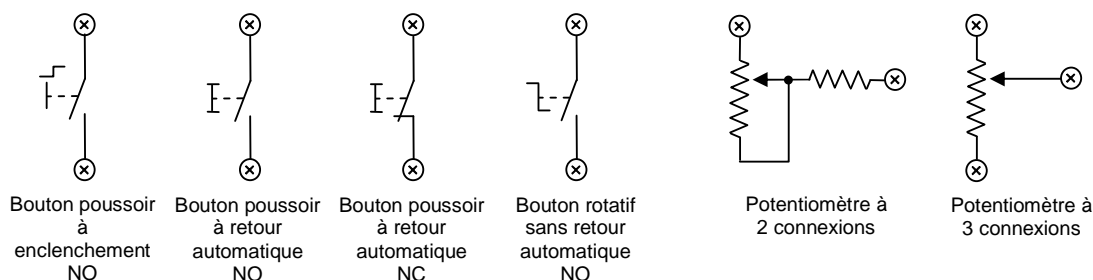 Bouton poussoir
à
enclenchement
NO
Bouton poussoir
à retour
automatique
NO
Bouton poussoir
à retour
automatique
NC
Bouton rotatif
sans retour
automatique
NO
Potentiomètre à
2 connexions
Potentiomètre à
3 connexions